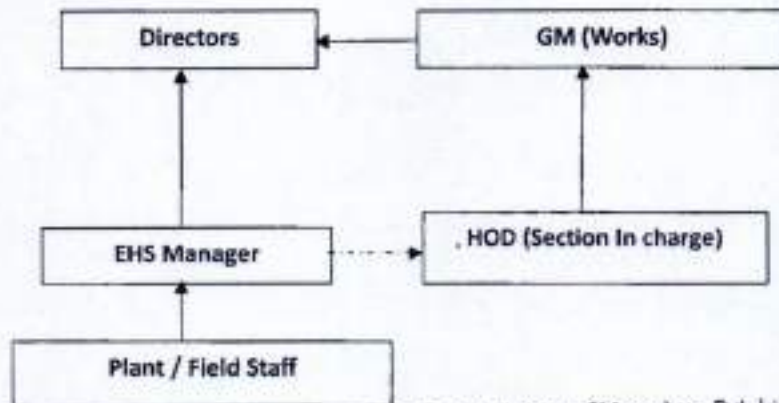 Directors
GM (Works)
EHS Manager
HOD (Section In charge)
Plant / Field Staff